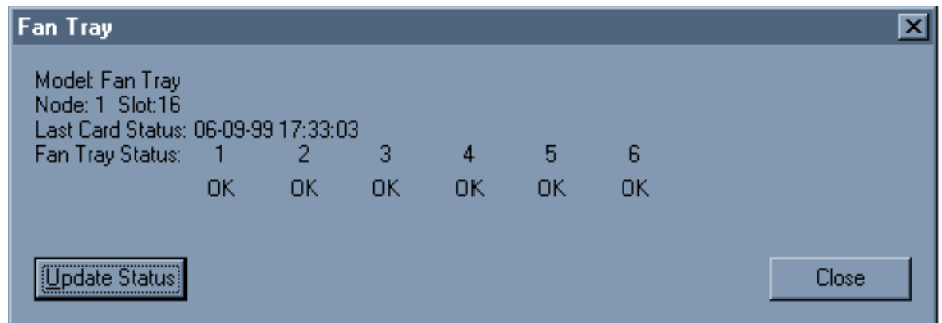 Fan Tray
Model: Fan Tray
Node: 1 Slot:16
Last Card Status: 06-09-99 17:33:03
Fan Tray Status: 1 2 3 4 5 6
OK OK OK OK OK OK
Update Status Close